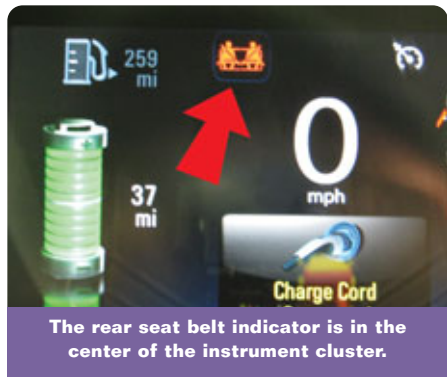 259
mi
0
mph
37
mi
Charge Cord
The rear seat belt indicator is in the
center of the instrument cluster.